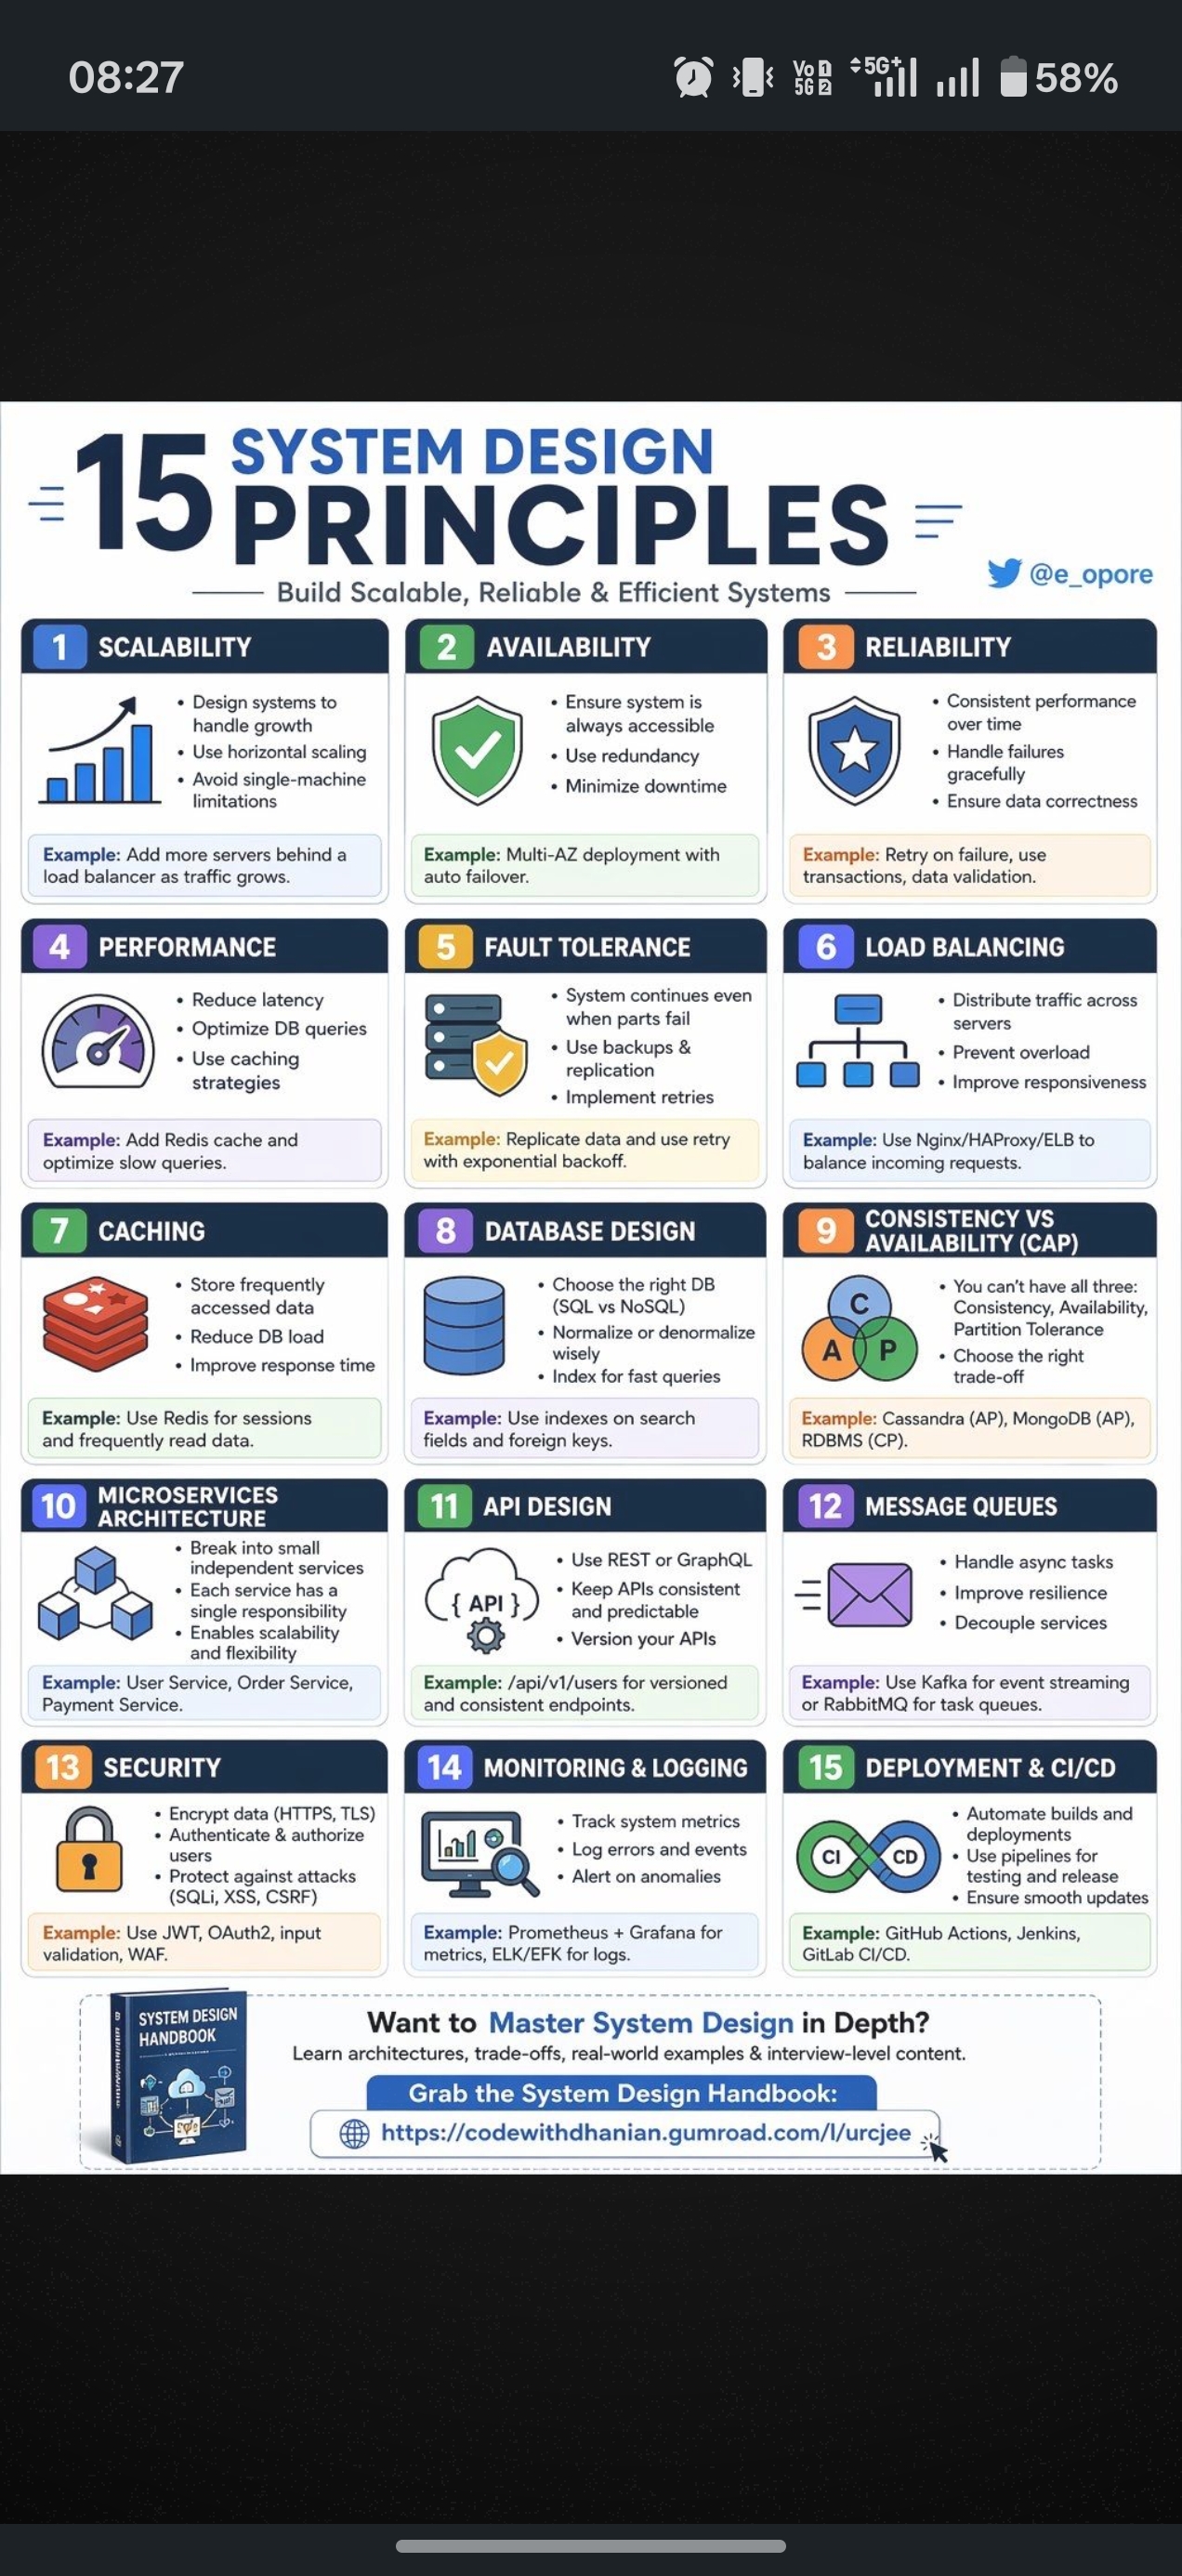 08:27
Vo 1
5G 2
5G+
58%
15 SYSTEM DESIGN
PRINCIPLES
Build Scalable, Reliable & Efficient Systems
@e_opore
1 SCALABILITY
• Design systems to
handle growth
• Use horizontal scaling
• Avoid single-machine
limitations
Example: Add more servers behind a
load balancer as traffic grows.
2 AVAILABILITY
• Ensure system is
always accessible
• Use redundancy
• Minimize downtime
Example: Multi-AZ deployment with
auto failover.
3 RELIABILITY
• Consistent performance
over time
• Handle failures
gracefully
• Ensure data correctness
Example: Retry on failure, use
transactions, data validation.
4 PERFORMANCE
• Reduce latency
• Optimize DB queries
• Use caching
strategies
Example: Add Redis cache and
optimize slow queries.
5 FAULT TOLERANCE
• System continues even
when parts fail
• Use backups &
replication
• Implement retries
Example: Replicate data and use retry
with exponential backoff.
6 LOAD BALANCING
• Distribute traffic across
servers
• Prevent overload
• Improve responsiveness
Example: Use Nginx/HAProxy/ELB to
balance incoming requests.
7 CACHING
• Store frequently
accessed data
• Reduce DB load
• Improve response time
Example: Use Redis for sessions
and frequently read data.
8 DATABASE DESIGN
• Choose the right DB
(SQL vs NoSQL)
• Normalize or denormalize
wisely
• Index for fast queries
Example: Use indexes on search
fields and foreign keys.
9 CONSISTENCY VS
AVAILABILITY (CAP)
C
A P
• You can't have all three:
Consistency, Availability,
Partition Tolerance
• Choose the right
trade-off
Example: Cassandra (AP), MongoDB (AP),
RDBMS (CP).
10 MICROSERVICES
ARCHITECTURE
• Break into small
independent services
• Each service has a
single responsibility
• Enables scalability
and flexibility
Example: User Service, Order Service,
Payment Service.
11 API DESIGN
{ API }
• Use REST or GraphQL
• Keep APIs consistent
and predictable
• Version your APIs
Example: /api/v1/users for versioned
and consistent endpoints.
12 MESSAGE QUEUES
• Handle async tasks
• Improve resilience
• Decouple services
Example: Use Kafka for event streaming
or RabbitMQ for task queues.
13 SECURITY
• Encrypt data (HTTPS, TLS)
• Authenticate & authorize
users
• Protect against attacks
(SQLi, XSS, CSRF)
Example: Use JWT, OAuth2, input
validation, WAF.
14 MONITORING & LOGGING
• Track system metrics
• Log errors and events
• Alert on anomalies
Example: Prometheus + Grafana for
metrics, ELK/EFK for logs.
15 DEPLOYMENT & CI/CD
CI CD
• Automate builds and
deployments
• Use pipelines for
testing and release
• Ensure smooth updates
Example: GitHub Actions, Jenkins,
GitLab CI/CD.
SYSTEM DESIGN
HANDBOOK
Want to Master System Design in Depth?
Learn architectures, trade-offs, real-world examples & interview-level content.
Grab the System Design Handbook:
https://codewithdhanian.gumroad.com/l/urcjee